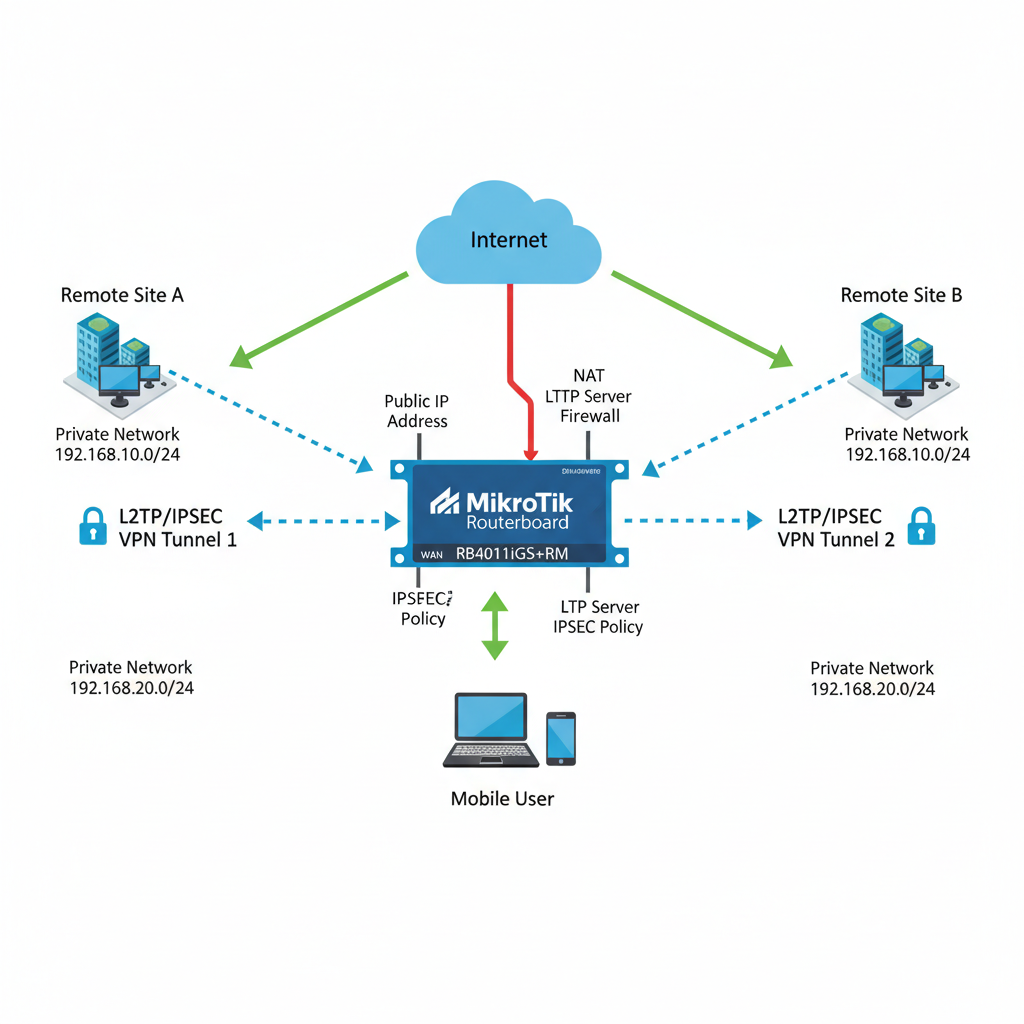 Internet
Remote Site A
Remote Site B
NAT
LTTP Server
Firewall
Public IP
Address
Private Network
192.168.10.0/24
Private Network
192.168.10.0/24
MikroTik
Routerboard
WAN
RB4011iGS+RM
L2TP/IPSEC
VPN Tunnel 1
L2TP/IPSEC
VPN Tunnel 2
Policy
LTP Server
IPSEC Policy
Private Network
192.168.20.0/24
Private Network
192.168.20.0/24
Mobile User